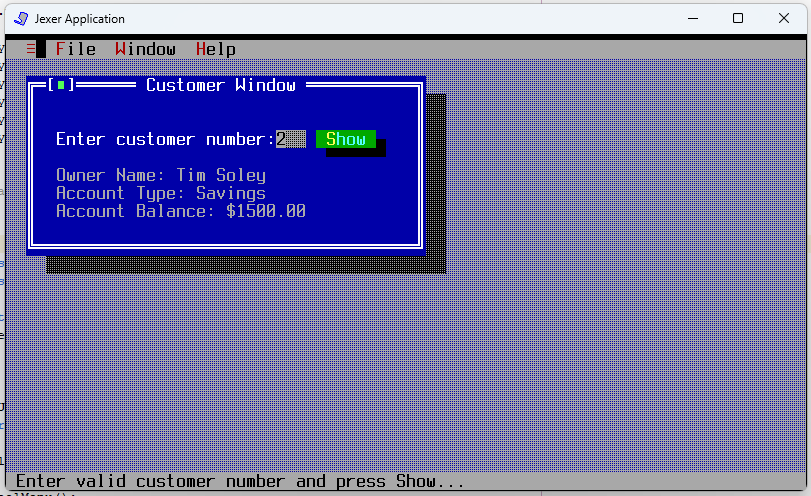 Jexer Application
File Window Help
Customer Window
Enter customer number:2 Show
Owner Name: Tim Soley
Account Type: Savings
Account Balance: $1500.00
Enter valid customer number and press Show...